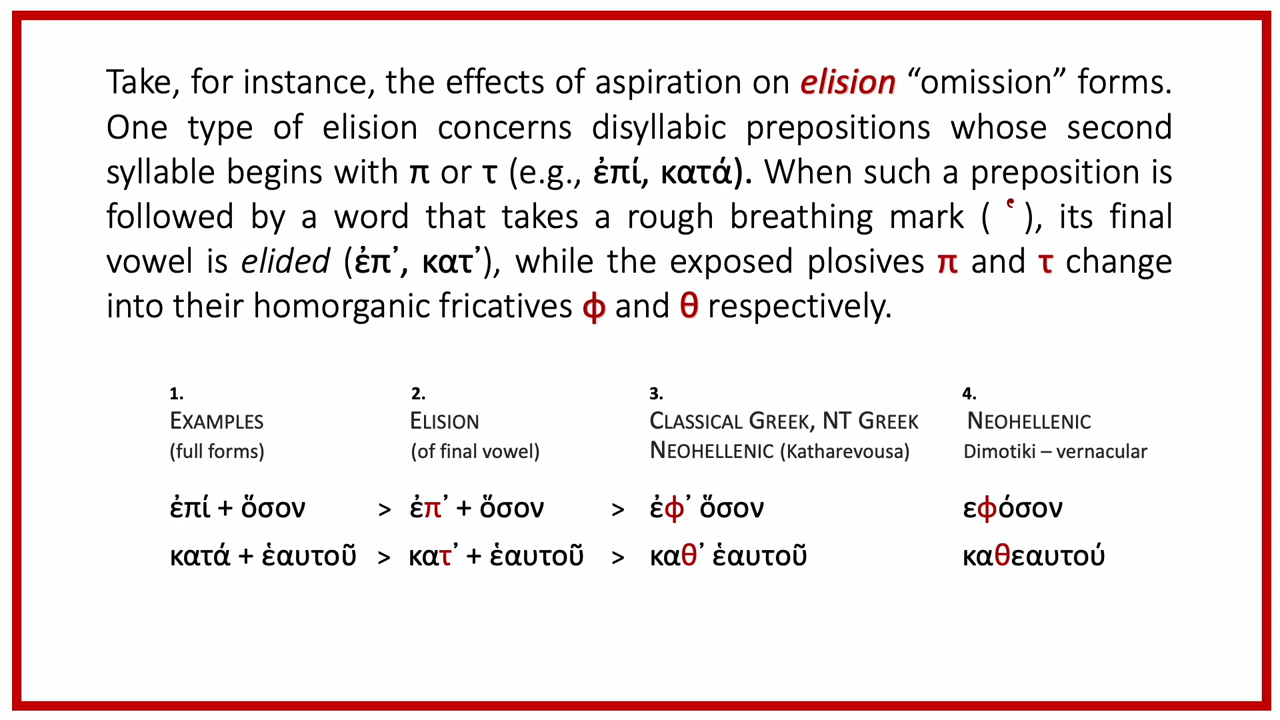 Take, for instance, the effects of aspiration on elision “omission” forms.
One type of elision concerns disyllabic prepositions whose second
syllable begins with π or τ (e.g., ἐπί, κατά). When such a preposition is
followed by a word that takes a rough breathing mark ( ῾ ), its final
vowel is elided (ἐπ᾽, κατ᾽), while the exposed plosives π and τ change
into their homorganic fricatives φ and θ respectively.
1. 2. 3. 4.
EXAMPLES ELISION CLASSICAL GREEK, NT GREEK NEOHELLENIC
(full forms) (of final vowel) NEOHELLENIC (Katharevousa) Dimotiki – vernacular
ἐπί + ὅσον > ἐπ᾽ + ὅσον > ἐφ᾽ ὅσον εφόσον
κατά + ἑαυτοῦ > κατ᾽ + ἑαυτοῦ > καθ᾽ ἑαυτοῦ καθεαυτού